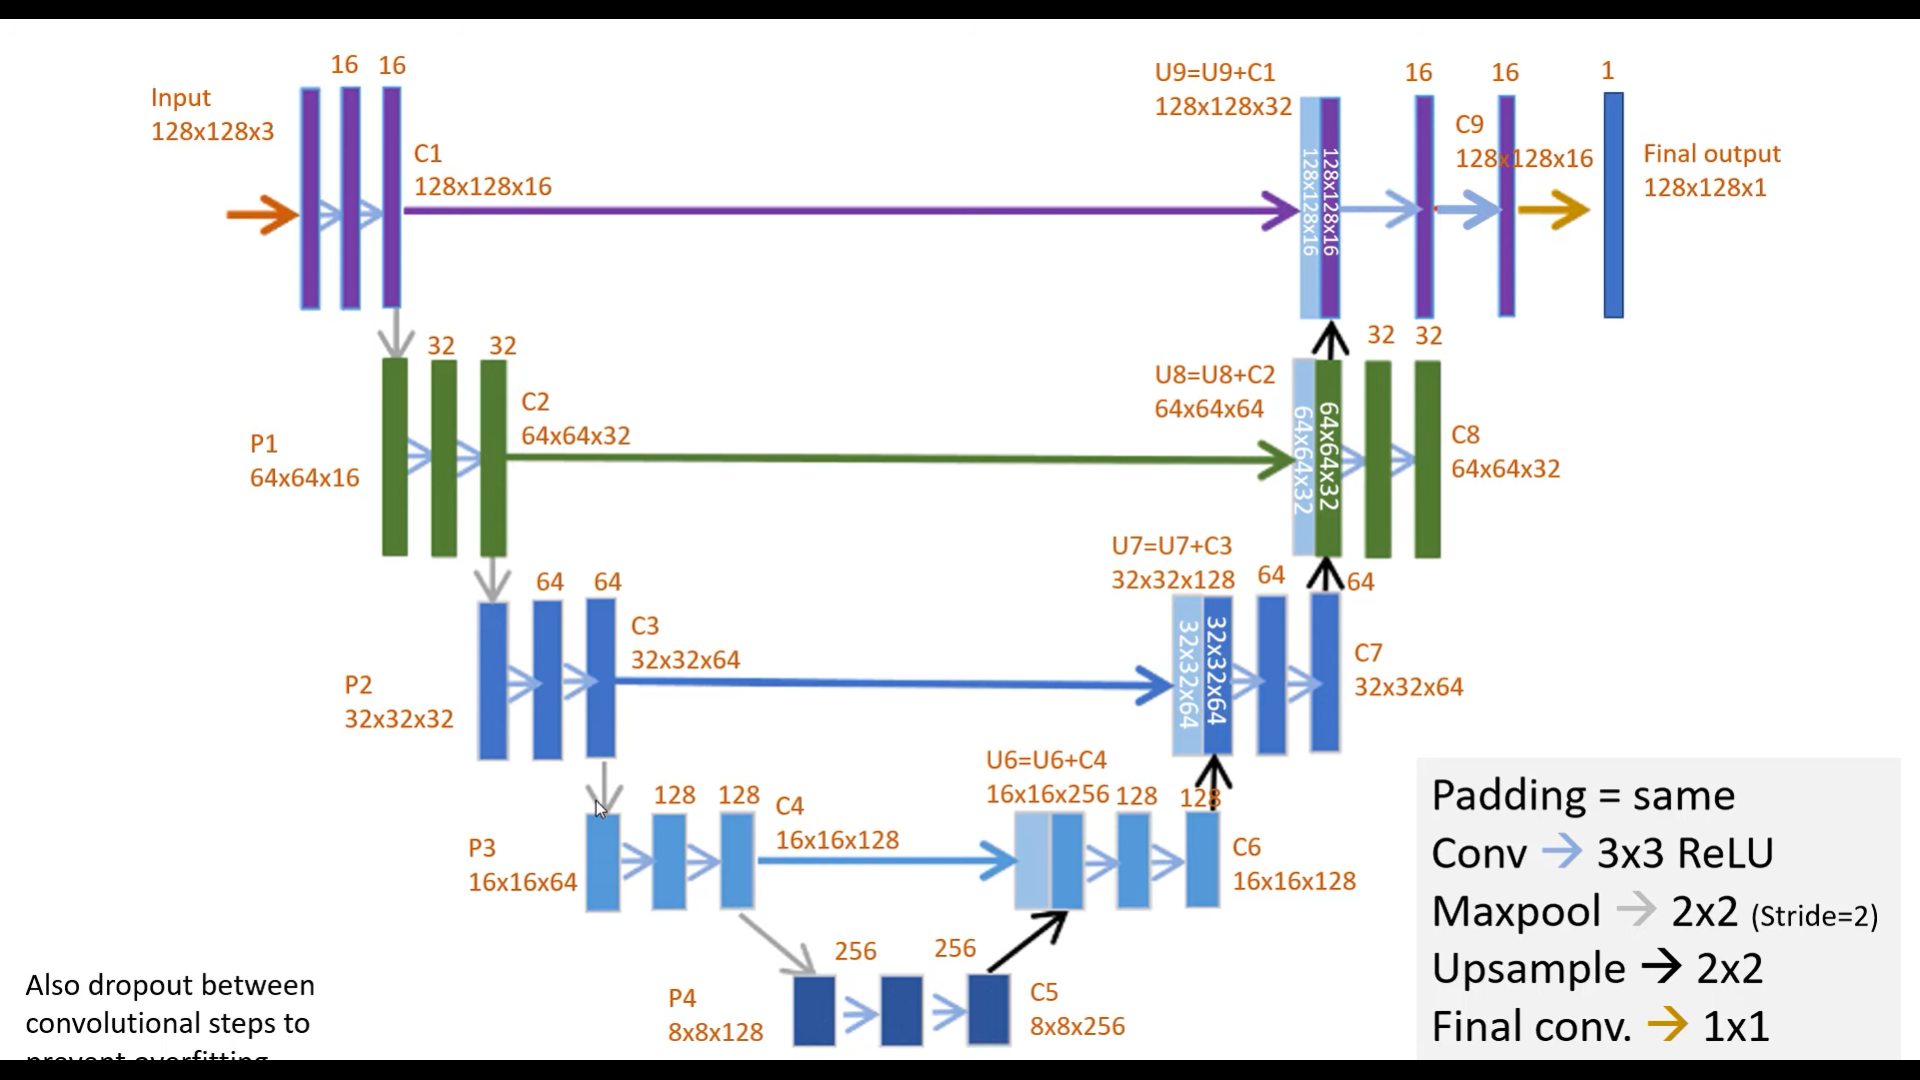 16 16
Input
128x128x3
C1
128x128x16
U9=U9+C1
128x128x32
128x128x16
128x128x16
16
16
C9
128x128x16
1
Final output
128x128x1
P1
64x64x16
32
32
C2
64x64x32
U8=U8+C2
64x64x64
64x64x32
64x64x32
32
32
C8
64x64x32
P2
32x32x32
64
64
C3
32x32x64
U7=U7+C3
32x32x128
32x32x64
32x32x64
64
64
C7
32x32x64
P3
16x16x64
128
128
C4
16x16x128
U6=U6+C4
16x16x256
128
128
C6
16x16x128
P4
8x8x128
256
256
C5
8x8x256
Padding = same
Conv 3x3 ReLU
Maxpool 2x2 (Stride=2)
Upsample 2x2
Final conv. 1x1
Also dropout between
convolutional steps to
prevent overfitting